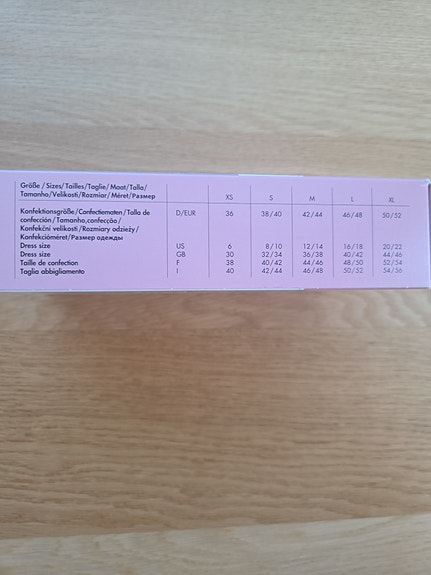 Größe / Sizes/ Tailles/Taglie/ Maat/Talla/
Tamanho/Velikosti/Rozmiar/ Méret/Размер XS S M L XL
Konfektionsgröße/Confectiematen/Talla de D/EUR 36 38/40 42/44 46/48 50/52
confección/Tamanho,confecção/
Konfekční velikosti/Rozmiary odzieży/
Konfekcióméret/Размер одежды
Dress size US 6 8/10 12/14 16/18 20/22
Dress size GB 30 32/34 36/38 40/42 44/46
Taille de confection F 38 40/42 44/46 48/50 52/54
Taglia abbigliamento I 40 42/44 46/48 50/52 54/56